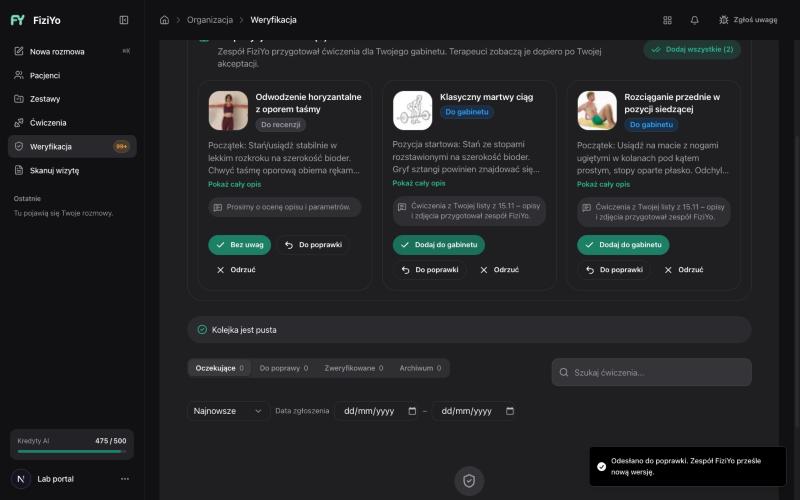 FiziYo
Organizacja
Weryfikacja
Zgłoś uwagę
Nowa rozmowa
Pacjenci
Zestawy
Ćwiczenia
Weryfikacja 99+
Skanuj wizytę
Ostatnie
Tu pojawią się Twoje rozmowy.
Kredyty AI 475 / 500
N Lab portal
Zespół FiziYo przygotował ćwiczenia dla Twojego gabinetu. Terapeuci zobaczą je dopiero po Twojej
akceptacji.
Dodaj wszystkie (2)
Odwodzenie horyzontalne
z oporem taśmy
Do recenzji
Początek: Stań/usiądź stabilnie w
lekkim rozkroku na szerokość bioder.
Chwyć taśmę oporową obiema rękam...
Pokaż cały opis
Prosimy o ocenę opisu i parametrów.
Bez uwag
Do poprawki
Odrzuć
Klasyczny martwy ciąg
Do gabinetu
Pozycja startowa: Stań ze stopami
rozstawionymi na szerokość bioder.
Gryf sztangi powinien znajdować się...
Pokaż cały opis
Ćwiczenia z Twojej listy z 15.11 – opisy
i zdjęcia przygotował zespół FiziYo.
Dodaj do gabinetu
Do poprawki
Odrzuć
Rozciąganie przednie w
pozycji siedzącej
Do gabinetu
Początek: Usiądź na macie z nogami
ugiętymi w kolanach pod kątem
prostym, stopy oparte płasko. Odchyl...
Pokaż cały opis
Ćwiczenia z Twojej listy z 15.11 – opisy
i zdjęcia przygotował zespół FiziYo.
Dodaj do gabinetu
Do poprawki
Odrzuć
Kolejka jest pusta
Oczekujące 0
Do poprawy 0
Zweryfikowane 0
Archiwum 0
Szukaj ćwiczenia...
Najnowsze
Data zgłoszenia
dd/mm/yyyy
–
dd/mm/yyyy
Odesłano do poprawki. Zespół FiziYo prześle
nową wersję.